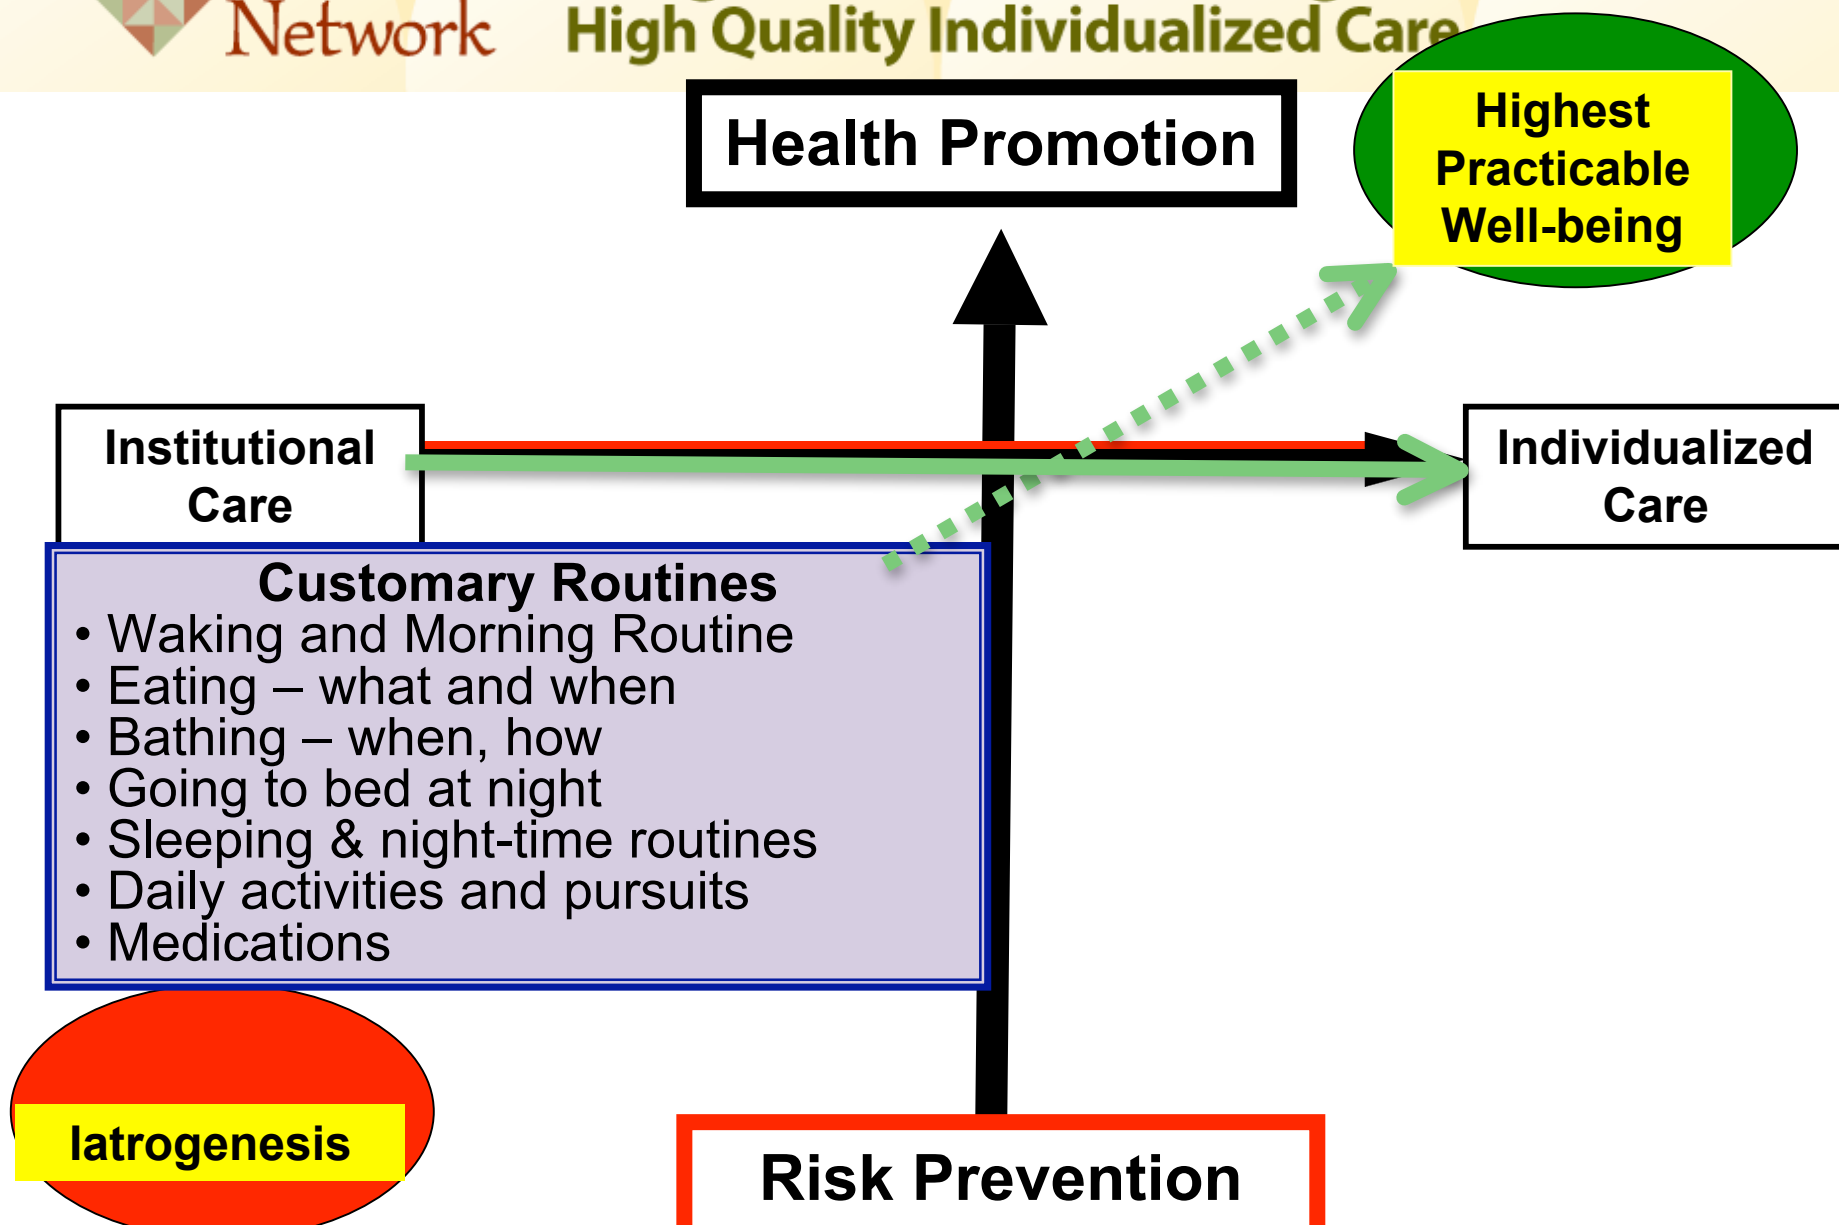 Network
High Quality Individualized Care
Health Promotion
Highest
Practicable
Well-being
Institutional
Care
Individualized
Care
Customary Routines
• Waking and Morning Routine
• Eating – what and when
• Bathing – when, how
• Going to bed at night
• Sleeping & night-time routines
• Daily activities and pursuits
• Medications
Iatrogenesis
Risk Prevention